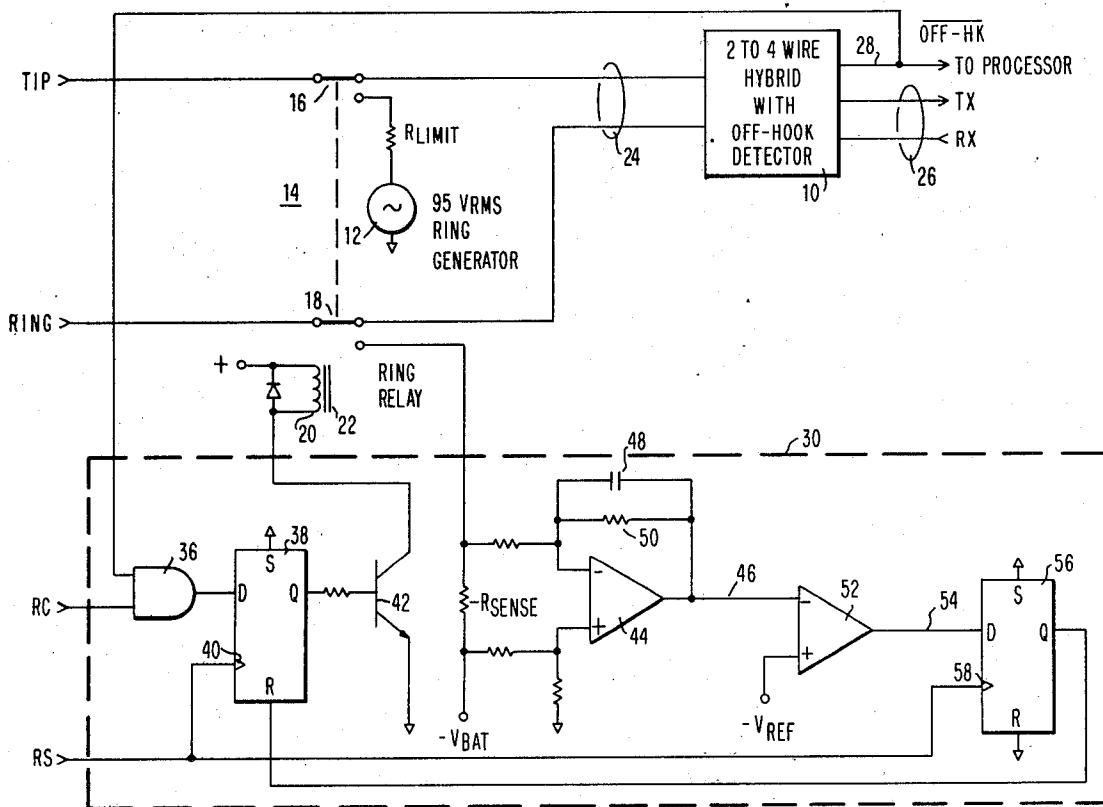 OFF-HK
2 TO 4 WIRE
HYBRID
WITH
OFF-HOOK
DETECTOR
10
28
TO PROCESSOR
TX
RX
26
24
TIP
16
RLIMIT
14
12
95 VRMS
RING
GENERATOR
18
RING
+
20
22
RING
RELAY
30
48
50
36
38
S
D
Q
40
R
42
RC
RSENSE
-
+
44
46
52
-
+
54
56
S
D
Q
58
R
-VBAT
-VREF
RS